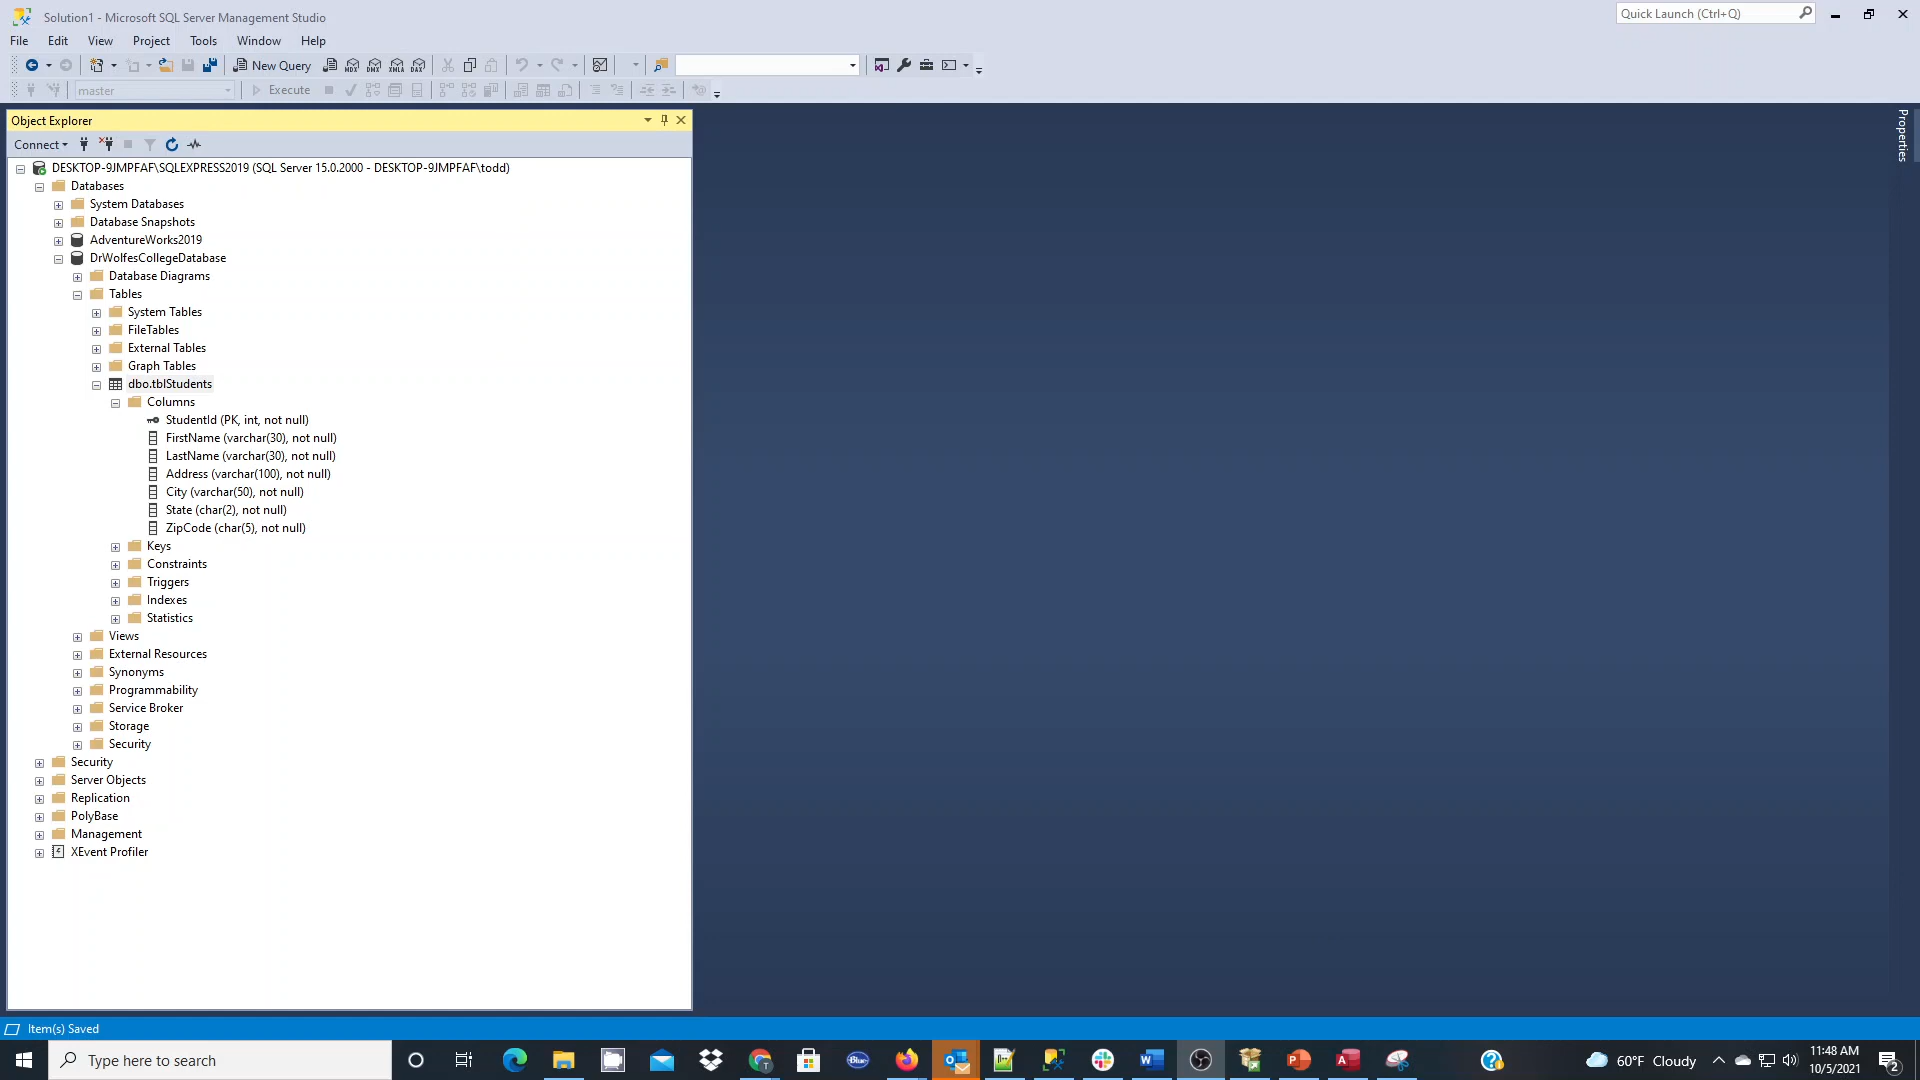 Solution1 - Microsoft SQL Server Management Studio
Quick Launch (Ctrl+Q)
File Edit View Project Tools Window Help
New Query MDX DMX XMLA DAX
master Execute
Object Explorer
Properties
Connect
DESKTOP-9JMPFAF\SQLEXPRESS2019 (SQL Server 15.0.2000 - DESKTOP-9JMPFAF\todd)
Databases
System Databases
Database Snapshots
AdventureWorks2019
DrWolfesCollegeDatabase
Database Diagrams
Tables
System Tables
FileTables
External Tables
Graph Tables
dbo.tblStudents
Columns
StudentId (PK, int, not null)
FirstName (varchar(30), not null)
LastName (varchar(30), not null)
Address (varchar(100), not null)
City (varchar(50), not null)
State (char(2), not null)
ZipCode (char(5), not null)
Keys
Constraints
Triggers
Indexes
Statistics
Views
External Resources
Synonyms
Programmability
Service Broker
Storage
Security
Security
Server Objects
Replication
PolyBase
Management
XEvent Profiler
Item(s) Saved
Type here to search
Blue
60°F Cloudy
11:48 AM
10/5/2021
2